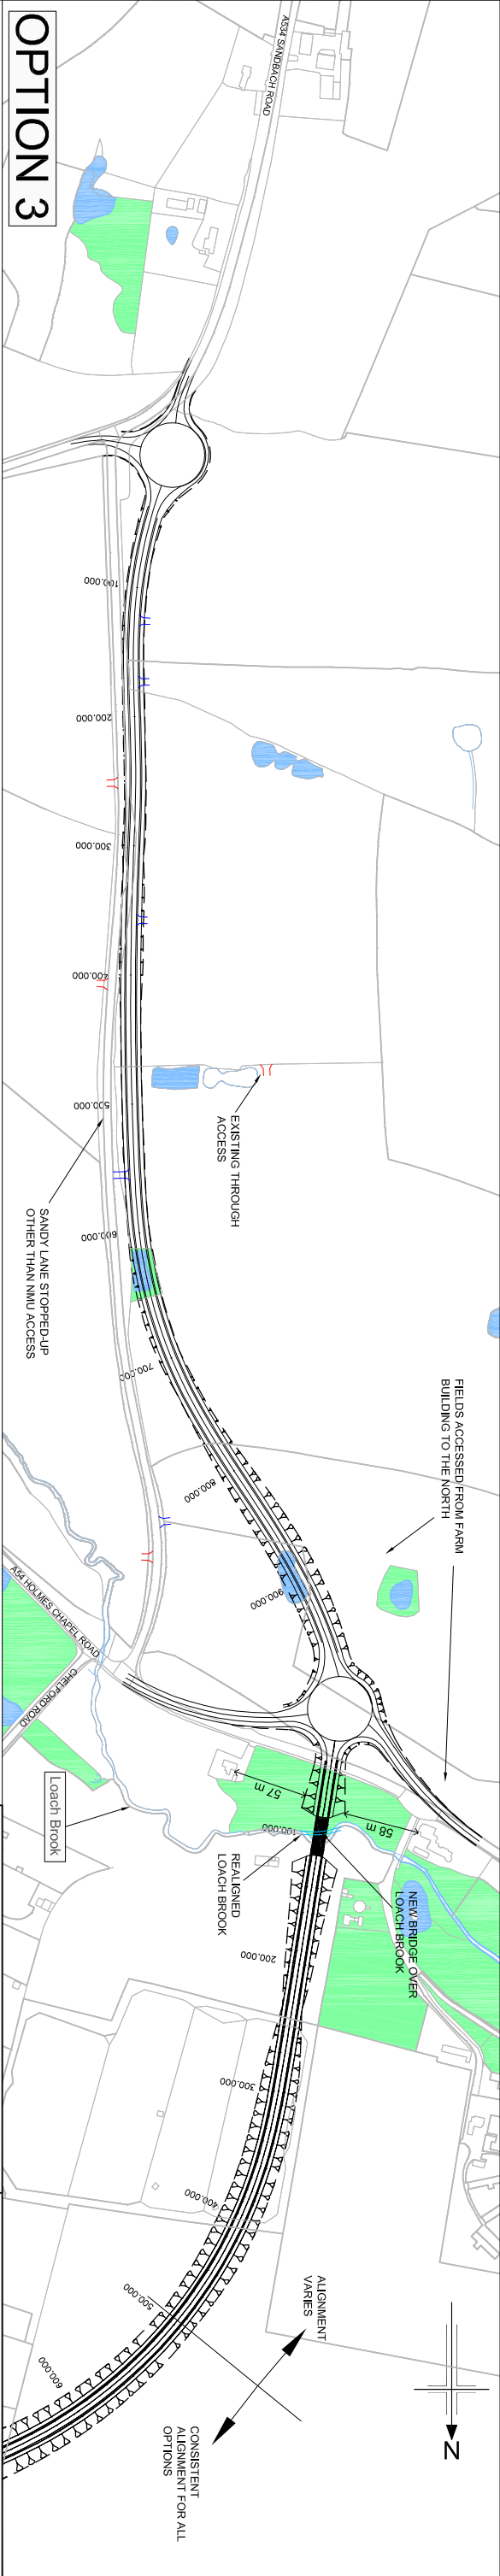 OPTION 3
A534 SANDBACH ROAD
100.000
200.000
300.000
400.000
500.000
600.000
700.000
800.000
900.000
EXISTING THROUGH
ACCESS
SANDY LANE STOPPED-UP
OTHER THAN NMU ACCESS
FIELDS ACCESSED FROM FARM
BUILDING TO THE NORTH
A54 HOLMES CHAPEL ROAD
CHELFORD ROAD
Loach Brook
57 m
58 m
100.000
REALIGNED
LOACH BROOK
NEW BRIDGE OVER
LOACH BROOK
200.000
300.000
400.000
500.000
600.000
ALIGNMENT
VARIES
CONSISTENT
ALIGNMENT FOR ALL
OPTIONS
N